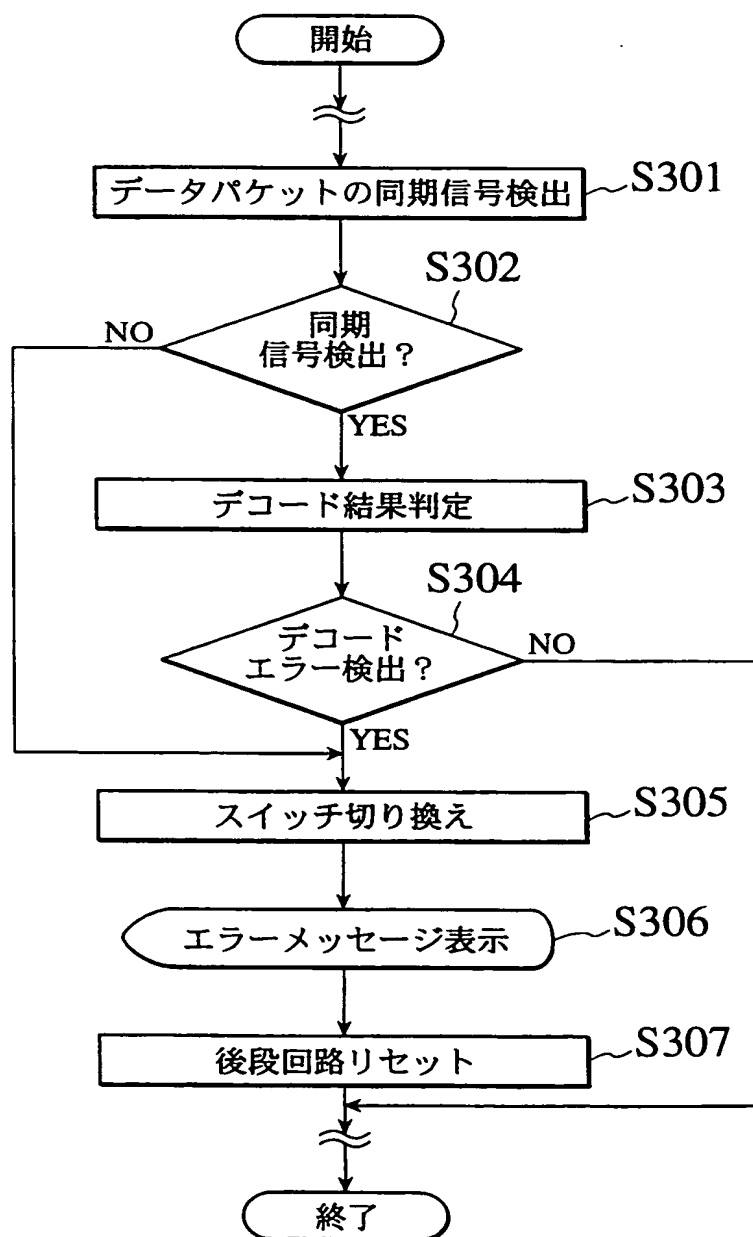 開始
データパケットの同期信号検出
S301
S302
同期
信号検出?
NO
YES
デコード結果判定
S303
S304
デコード
エラー検出?
NO
YES
スイッチ切り換え
S305
エラーメッセージ表示
S306
後段回路リセット
S307
終了